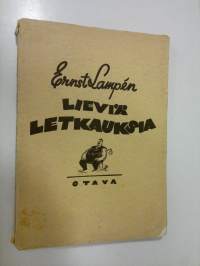 Ernst Lampén
LIEVIÄ
LETKAUKSIA
OTAVA